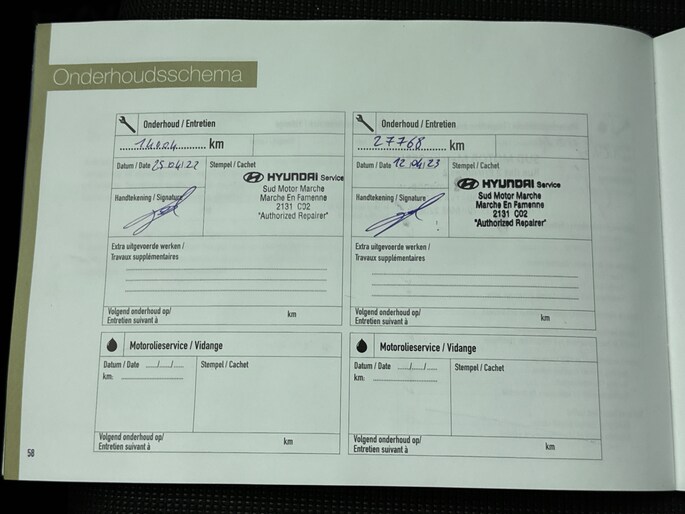 Onderhoudsschema
Onderhoud / Entretien
14.004 km
Datum / Date 25/04/22
Stempel / Cachet
HYUNDAI Service
Sud Motor Marche
Marche En Famenne
2131 C02
"Authorized Repairer"
Handtekening / Signature
Extra uitgevoerde werken /
Travaux supplémentaires
Volgend onderhoud op/
Entretien suivant à km
Onderhoud / Entretien
27768 km
Datum / Date 12/04/23
Stempel / Cachet
HYUNDAI Service
Sud Motor Marche
Marche En Famenne
2131 C02
"Authorized Repairer"
Handtekening / Signature
Extra uitgevoerde werken /
Travaux supplémentaires
Volgend onderhoud op/
Entretien suivant à km
Motorolieservice / Vidange
Datum / Date ..../..../....
Stempel / Cachet
km:
Volgend onderhoud op/
Entretien suivant à km
Motorolieservice / Vidange
Datum / Date ..../..../....
Stempel / Cachet
km:
Volgend onderhoud op/
Entretien suivant à km
58